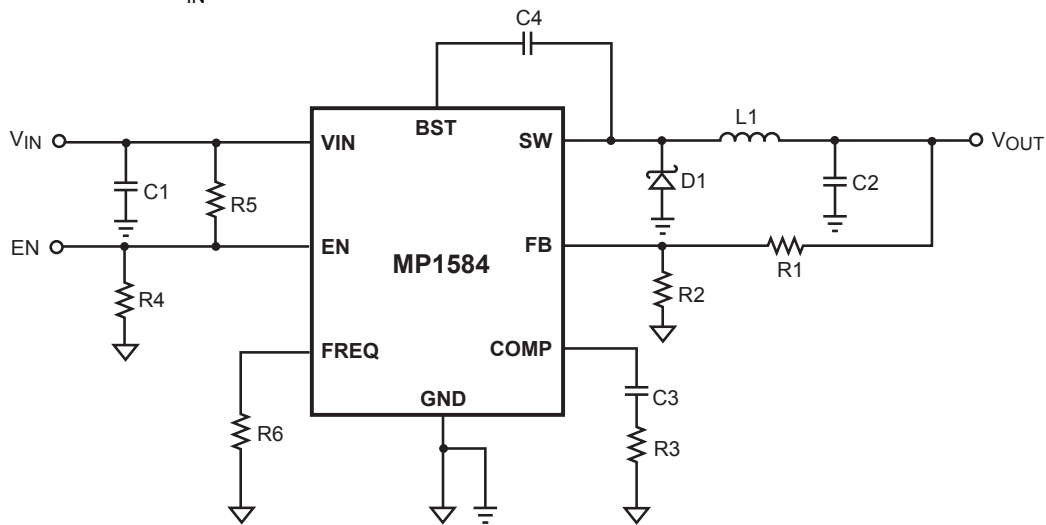 IN
C4
BST
SW
L1
VIN
VIN
VOUT
C1
R5
D1
C2
EN
EN
FB
MP1584
R1
R4
R2
FREQ
COMP
GND
C3
R6
R3